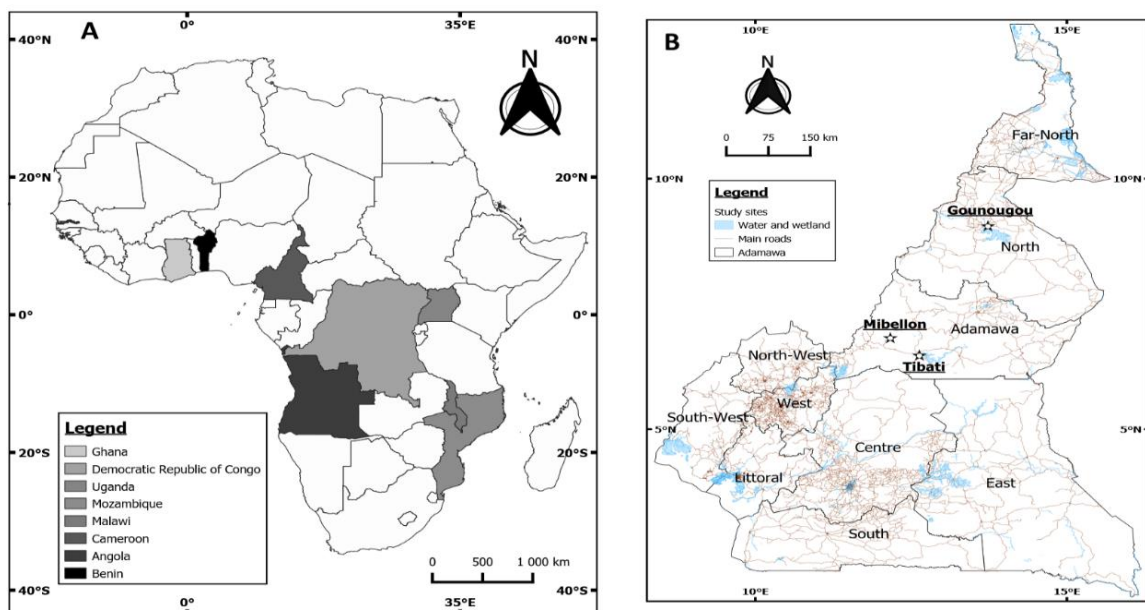 A
0°
35°E
40°N
40°N
N
20°N
20°N
0°
0°
20°S
20°S
40°S
40°S
0°
35°E
Legend
Ghana
Democratic Republic of Congo
Uganda
Mozambique
Malawi
Cameroon
Angola
Benin
0 500 1 000 km
B
10°E
15°E
N
0 75 150 km
Legend
Study sites
Water and wetland
Main roads
Adamawa
10°N
10°N
5°N
5°N
Far-North
Gounougou
North
Mibellon
Adamawa
Tibati
North-West
West
South-West
Centre
Littoral
East
South
10°E
15°E